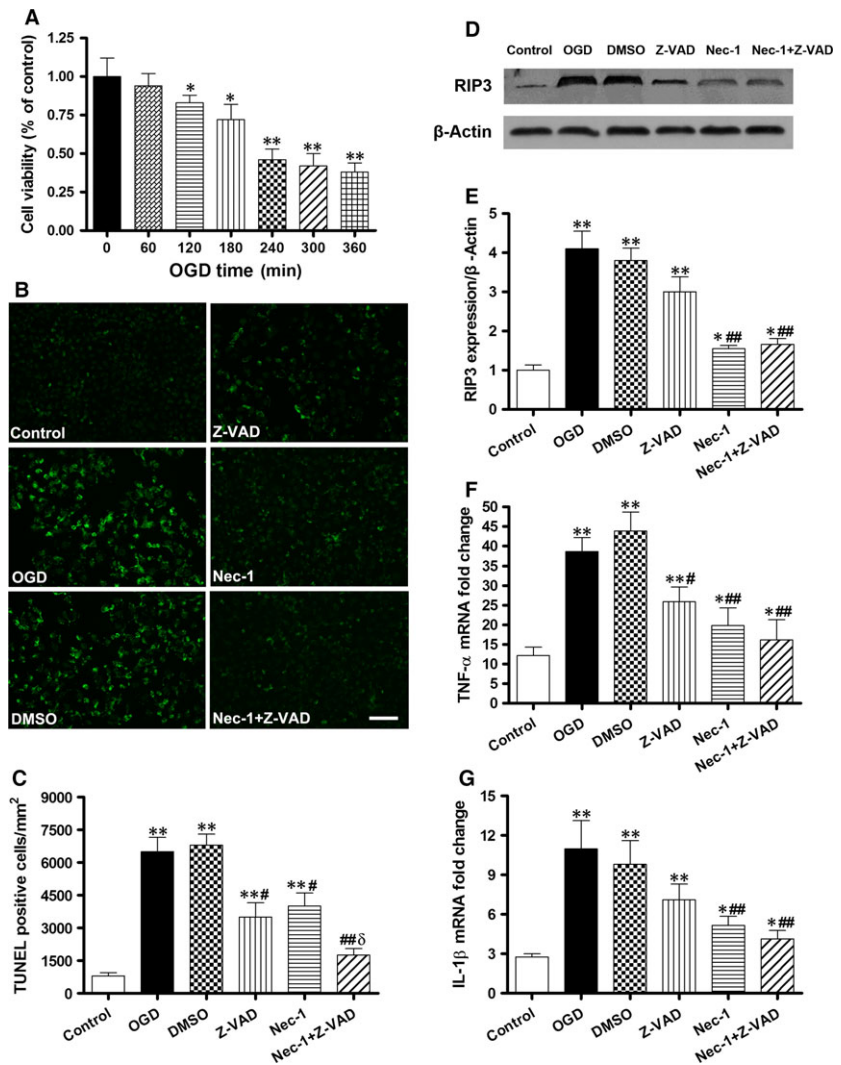 A
Cell viability (% of control)
1.00
0.75
0.50
0.25
0.00
*
*
**
**
**
0
60
120
180
240
300
360
OGD time (min)
B
Control
Z-VAD
OGD
Nec-1
DMSO
Nec-1+Z-VAD
C
TUNEL positive cells/mm²
9000
7500
6000
4500
3000
1500
0
**
**
**#
**#
##δ
Control
OGD
DMSO
Z-VAD
Nec-1
Nec-1+Z-VAD
D
Control OGD DMSO Z-VAD Nec-1 Nec-1+Z-VAD
RIP3
β-Actin
E
RIP3 expression/β -Actin
5
4
3
2
1
0
**
**
**
*##
*##
Control
OGD
DMSO
Z-VAD
Nec-1
Nec-1+Z-VAD
F
TNF-α mRNA fold change
50
45
40
35
30
25
20
15
10
5
0
**
**
**#
*##
*##
Control
OGD
DMSO
Z-VAD
Nec-1
Nec-1+Z-VAD
G
IL-1β mRNA fold change
15
12
9
6
3
0
**
**
**
*##
*##
Control
OGD
DMSO
Z-VAD
Nec-1
Nec-1+Z-VAD